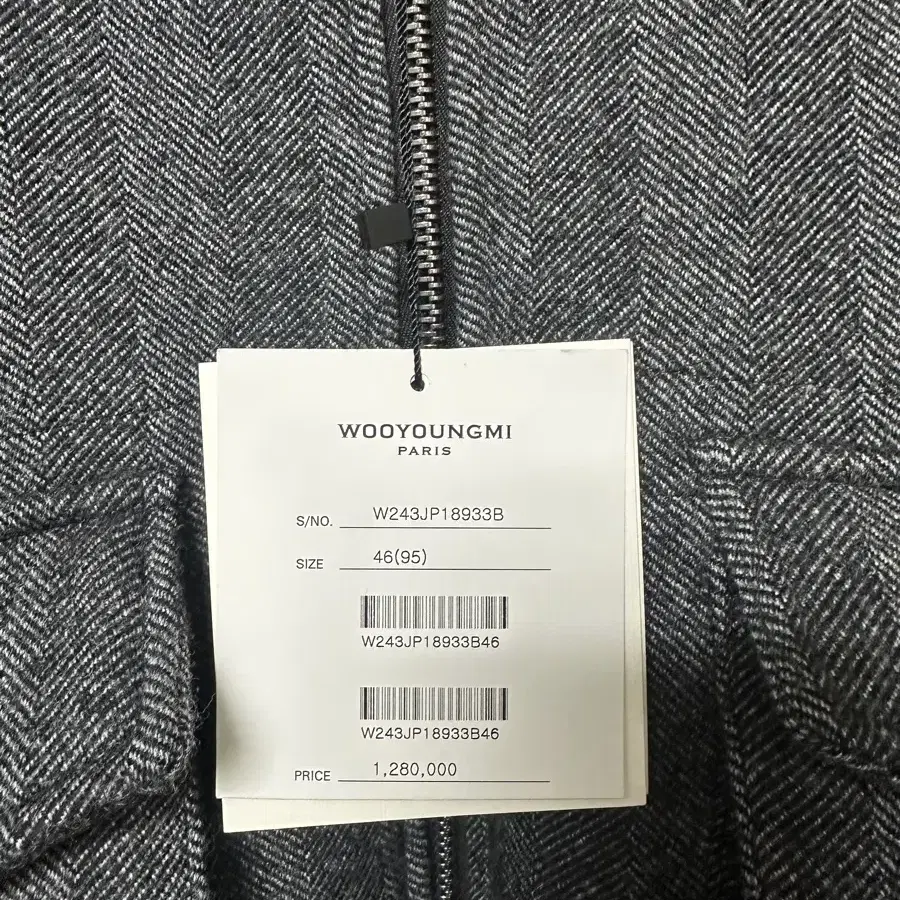 WOOYOUNGMI
PARIS
S/NO. W243JP18933B
SIZE 46(95)
W243JP18933B46
W243JP18933B46
PRICE 1,280,000